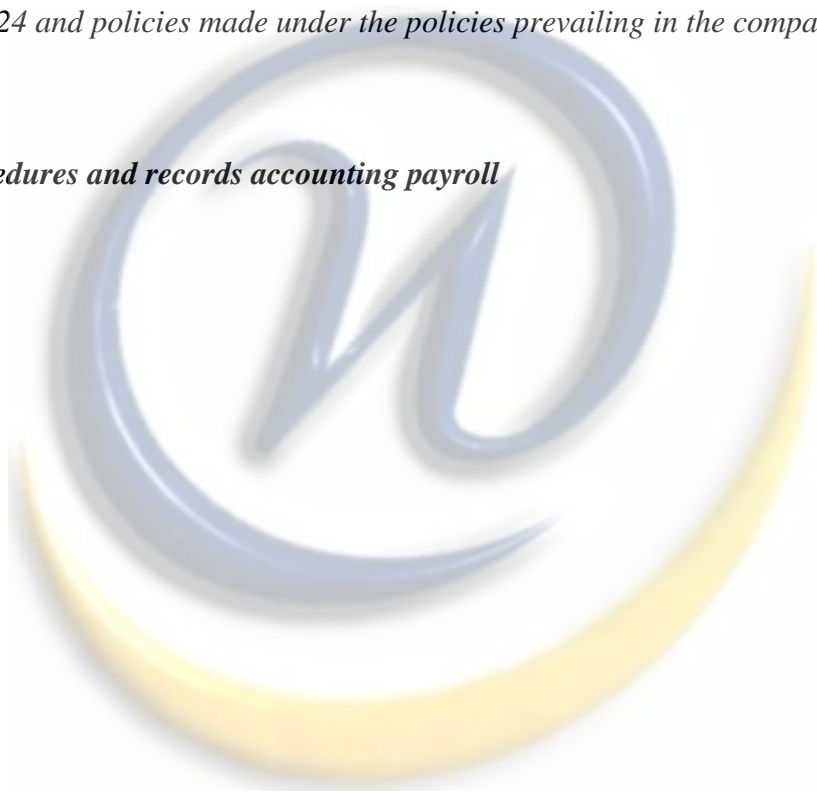 24 and policies made under the policies prevailing in the compa
edures and records accounting payroll